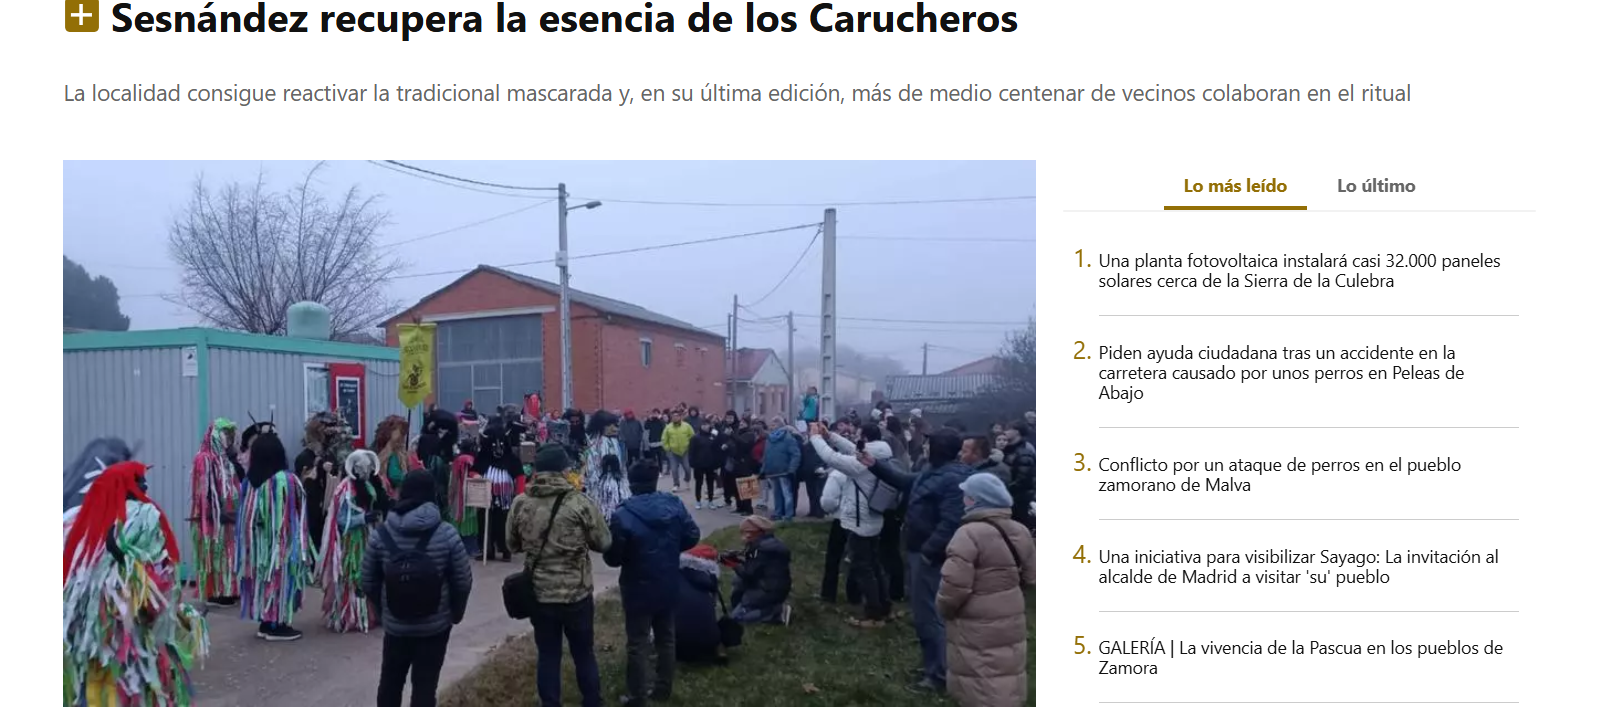 Sesnández recupera la esencia de los Carucheros
La localidad consigue reactivar la tradicional mascarada y, en su última edición, más de medio centenar de vecinos colaboran en el ritual
Lo más leído
Lo último
1. Una planta fotovoltaica instalará casi 32.000 paneles
solares cerca de la Sierra de la Culebra
2. Piden ayuda ciudadana tras un accidente en la
carretera causado por unos perros en Peleas de
Abajo
3. Conflicto por un ataque de perros en el pueblo
zamorano de Malva
4. Una iniciativa para visibilizar Sayago: La invitación al
alcalde de Madrid a visitar 'su' pueblo
5. GALERÍA | La vivencia de la Pascua en los pueblos de
Zamora